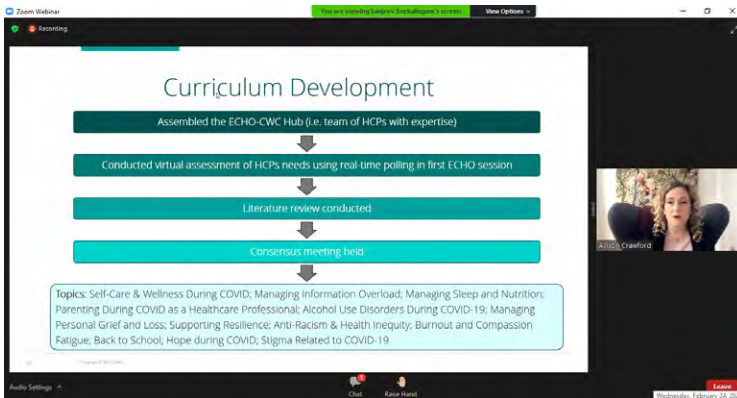 Zoom Webinar
You are viewing Sanjeev Sockalingam's screen
View Options
Recording
Curriculum Development
Assembled the ECHO-CWC Hub (i.e. team of HCPs with expertise)
Conducted virtual assessment of HCPs needs using real-time polling in first ECHO session
Literature review conducted
Consensus meeting held
Topics: Self-Care & Wellness During COVID; Managing Information Overload; Managing Sleep and Nutrition;
Parenting During COVID as a Healthcare Professional; Alcohol Use Disorders During COVID-19; Managing
Personal Grief and Loss; Supporting Resilience; Anti-Racism & Health Inequity; Burnout and Compassion
Fatigue; Back to School; Hope during COVID; Stigma Related to COVID-19
Allison Crawford
Audio Settings
1
Chat
Raise Hand
Leave
Wednesday, February 24, 20